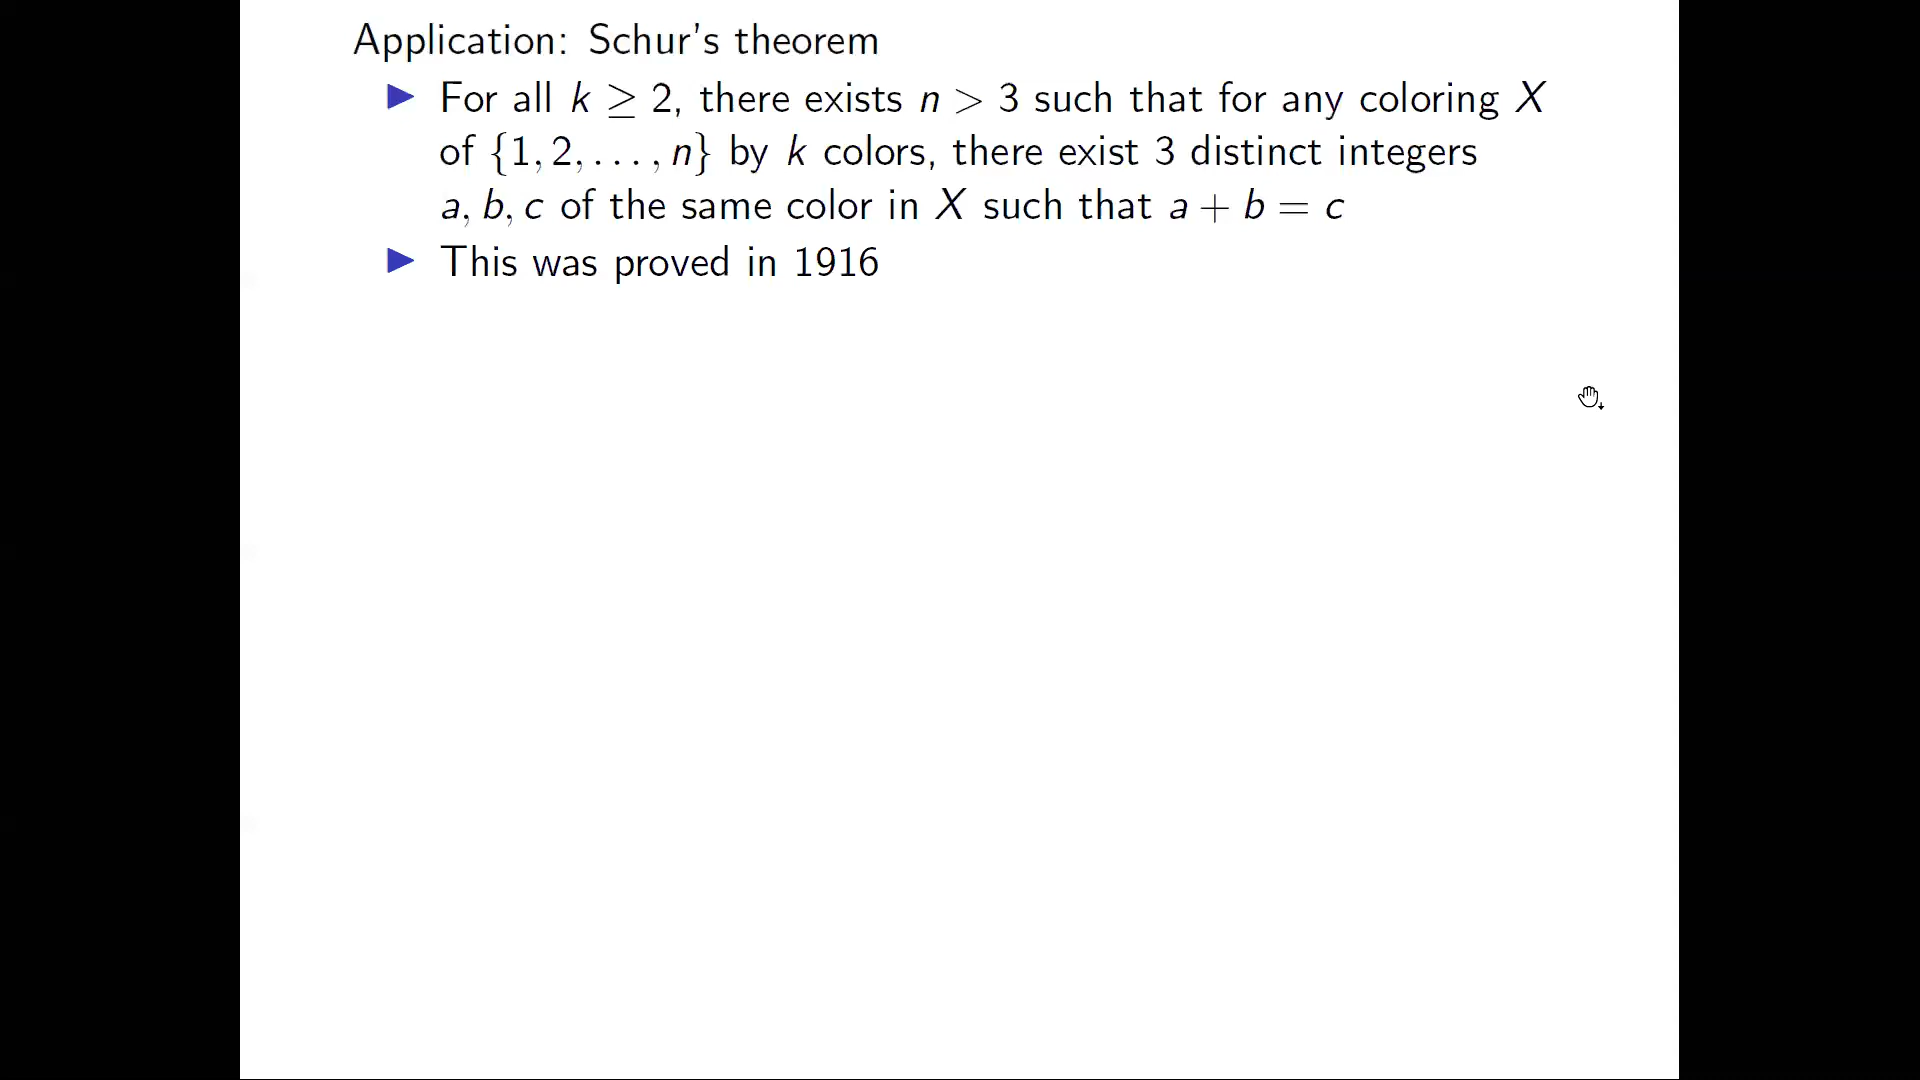 Application: Schur's theorem
▶ For all k ≥ 2, there exists n > 3 such that for any coloring X
of {1, 2, . . . , n} by k colors, there exist 3 distinct integers
a, b, c of the same color in X such that a + b = c
▶ This was proved in 1916